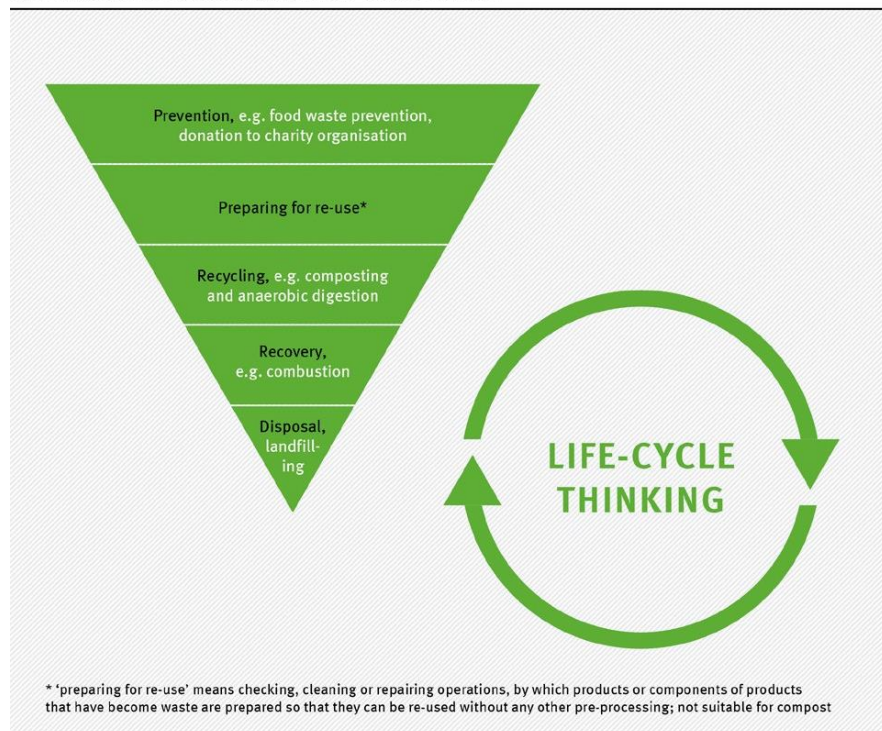 Prevention, e.g. food waste prevention,
donation to charity organisation
Preparing for re-use*
Recycling, e.g. composting
and anaerobic digestion
Recovery,
e.g. combustion
Disposal,
landfill-
ing
LIFE-CYCLE
THINKING
* ‘preparing for re-use’ means checking, cleaning or repairing operations, by which products or components of products
that have become waste are prepared so that they can be re-used without any other pre-processing; not suitable for compost